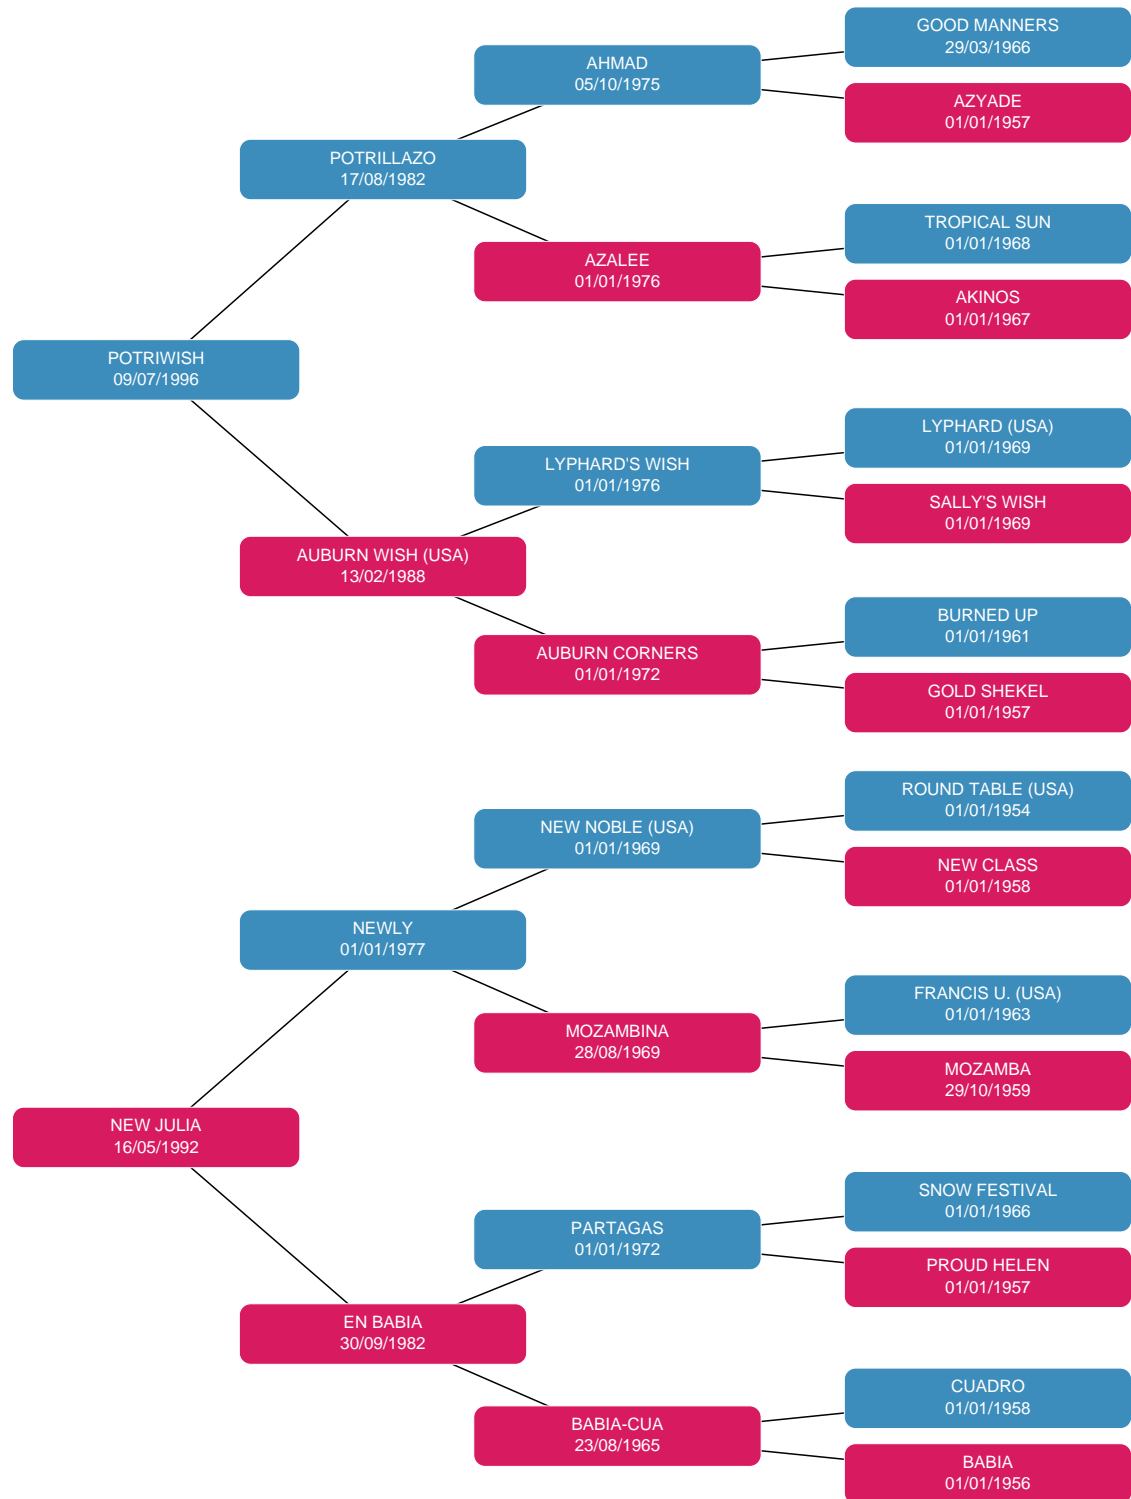 GOOD MANNERS
29/03/1966
AHMAD
05/10/1975
AZYADE
01/01/1957
POTRILLAZO
17/08/1982
TROPICAL SUN
01/01/1968
AZALEE
01/01/1976
AKINOS
01/01/1967
POTRIWISH
09/07/1996
LYPHARD (USA)
01/01/1969
LYPHARD'S WISH
01/01/1976
SALLY'S WISH
01/01/1969
AUBURN WISH (USA)
13/02/1988
BURNED UP
01/01/1961
AUBURN CORNERS
01/01/1972
GOLD SHEKEL
01/01/1957
ROUND TABLE (USA)
01/01/1954
NEW NOBLE (USA)
01/01/1969
NEW CLASS
01/01/1958
NEWLY
01/01/1977
FRANCIS U. (USA)
01/01/1963
MOZAMBINA
28/08/1969
MOZAMBA
29/10/1959
NEW JULIA
16/05/1992
SNOW FESTIVAL
01/01/1966
PARTAGAS
01/01/1972
PROUD HELEN
01/01/1957
EN BABIA
30/09/1982
CUADRO
01/01/1958
BABIA-CUA
23/08/1965
BABIA
01/01/1956